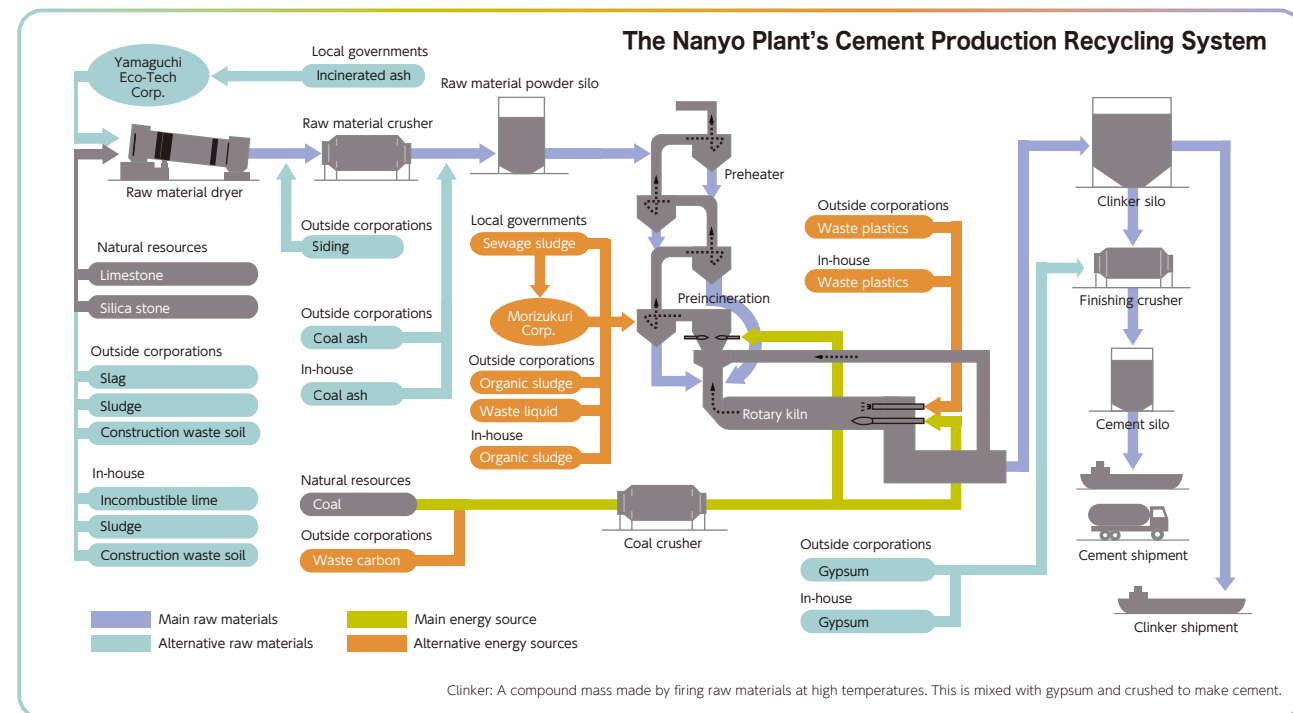 The Nanyo Plant's Cement Production Recycling System
Yamaguchi
Eco-Tech
Corp.
Local governments
Incinerated ash
Raw material powder silo
Raw material crusher
Raw material dryer
Preheater
Outside corporations
Siding
Natural resources
Limestone
Silica stone
Outside corporations
Slag
Sludge
Construction waste soil
In-house
Incombustible lime
Sludge
Construction waste soil
Outside corporations
Coal ash
In-house
Coal ash
Local governments
Sewage sludge
Morizukuri
Corp.
Outside corporations
Organic sludge
Waste liquid
In-house
Organic sludge
Preincineration
Rotary kiln
Outside corporations
Waste plastics
In-house
Waste plastics
Natural resources
Coal
Outside corporations
Waste carbon
Coal crusher
Outside corporations
Gypsum
In-house
Gypsum
Clinker silo
Finishing crusher
Cement silo
Cement shipment
Clinker shipment
Main raw materials
Alternative raw materials
Main energy source
Alternative energy sources
Clinker: A compound mass made by firing raw materials at high temperatures. This is mixed with gypsum and crushed to make cement.